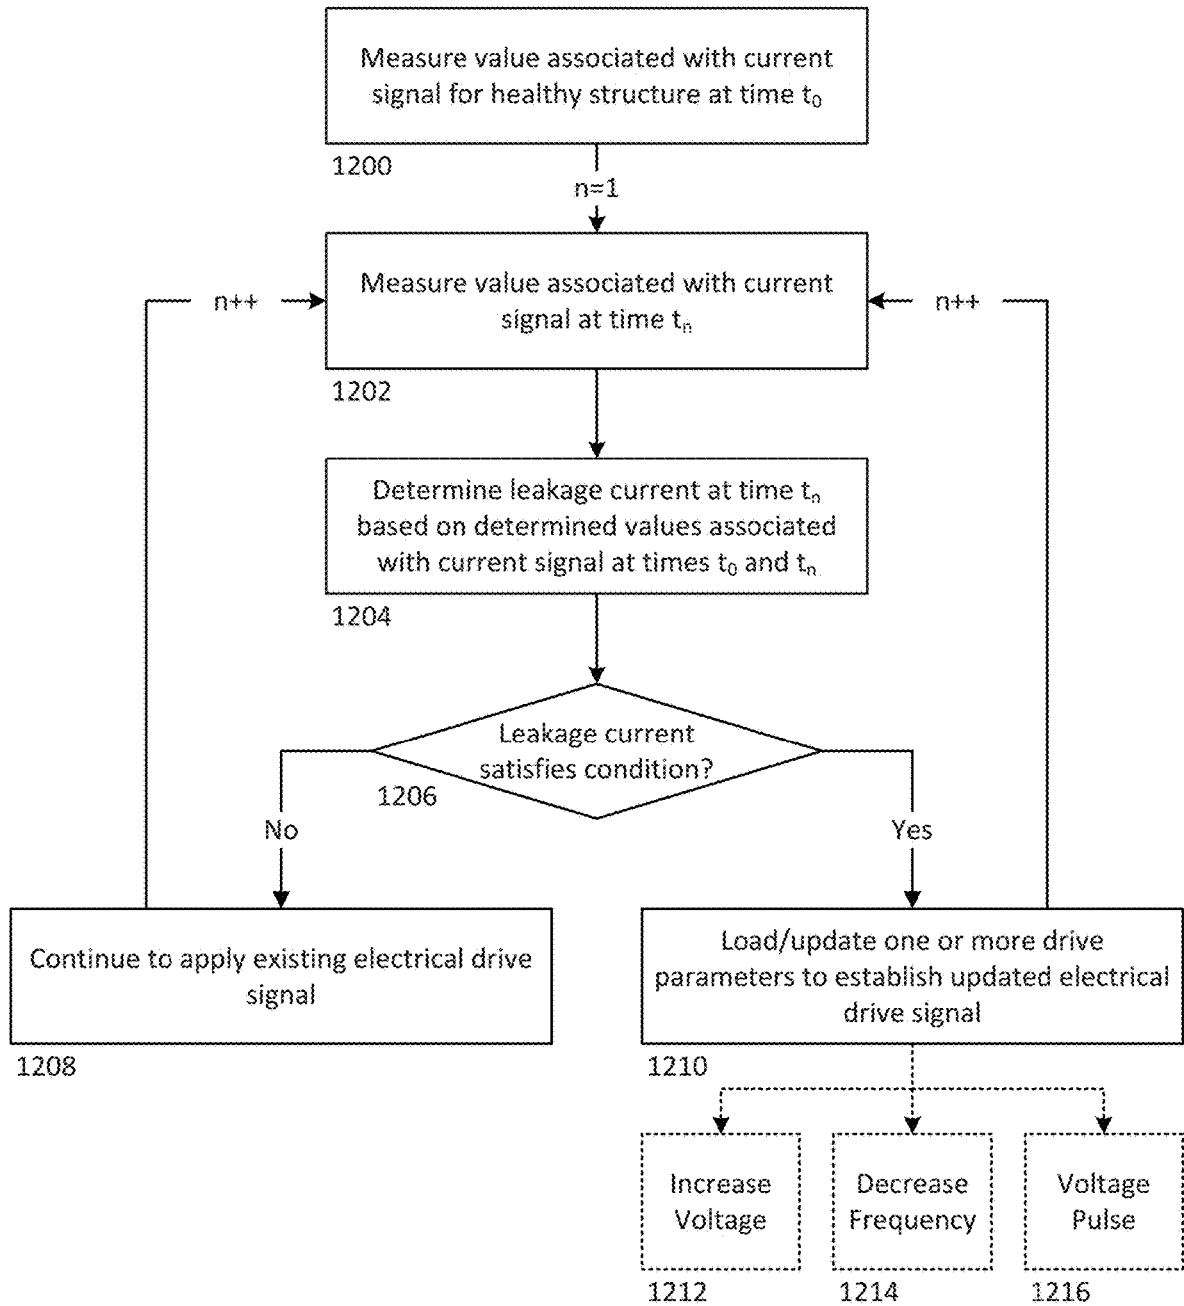 Measure value associated with current
signal for healthy structure at time t₀
1200
n=1
n++
Measure value associated with current
signal at time tₙ
n++
1202
Determine leakage current at time tₙ
based on determined values associated
with current signal at times t₀ and tₙ
1204
Leakage current
satisfies condition?
1206
No
Yes
Continue to apply existing electrical drive
signal
1208
Load/update one or more drive
parameters to establish updated electrical
drive signal
1210
Increase
Voltage
1212
Decrease
Frequency
1214
Voltage
Pulse
1216